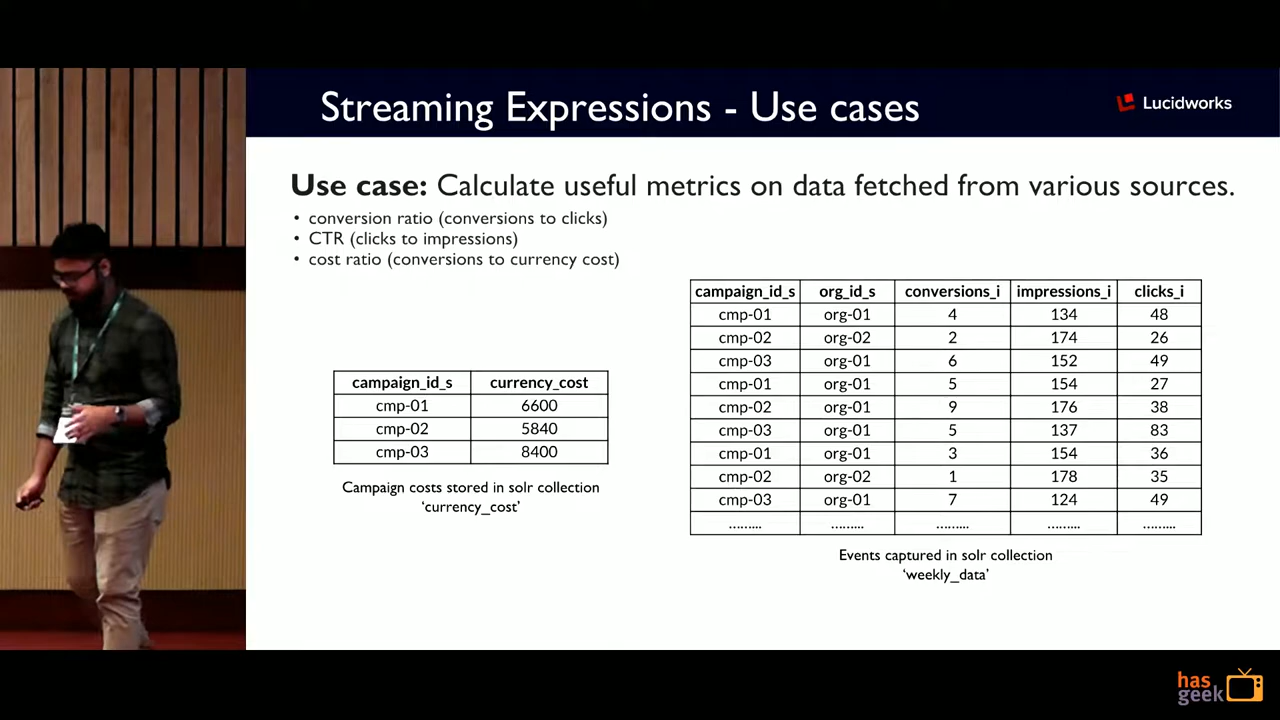 Streaming Expressions - Use cases
Lucidworks
Use case: Calculate useful metrics on data fetched from various sources.
• conversion ratio (conversions to clicks)
• CTR (clicks to impressions)
• cost ratio (conversions to currency cost)
campaign_id_s currency_cost
cmp-01 6600
cmp-02 5840
cmp-03 8400
Campaign costs stored in solr collection
‘currency_cost’
campaign_id_s org_id_s conversions_i impressions_i clicks_i
cmp-01 org-01 4 134 48
cmp-02 org-02 2 174 26
cmp-03 org-01 6 152 49
cmp-01 org-01 5 154 27
cmp-02 org-01 9 176 38
cmp-03 org-01 5 137 83
cmp-01 org-01 3 154 36
cmp-02 org-02 1 178 35
cmp-03 org-01 7 124 49
......... ......... ......... ......... .........
Events captured in solr collection
‘weekly_data’
has
geek